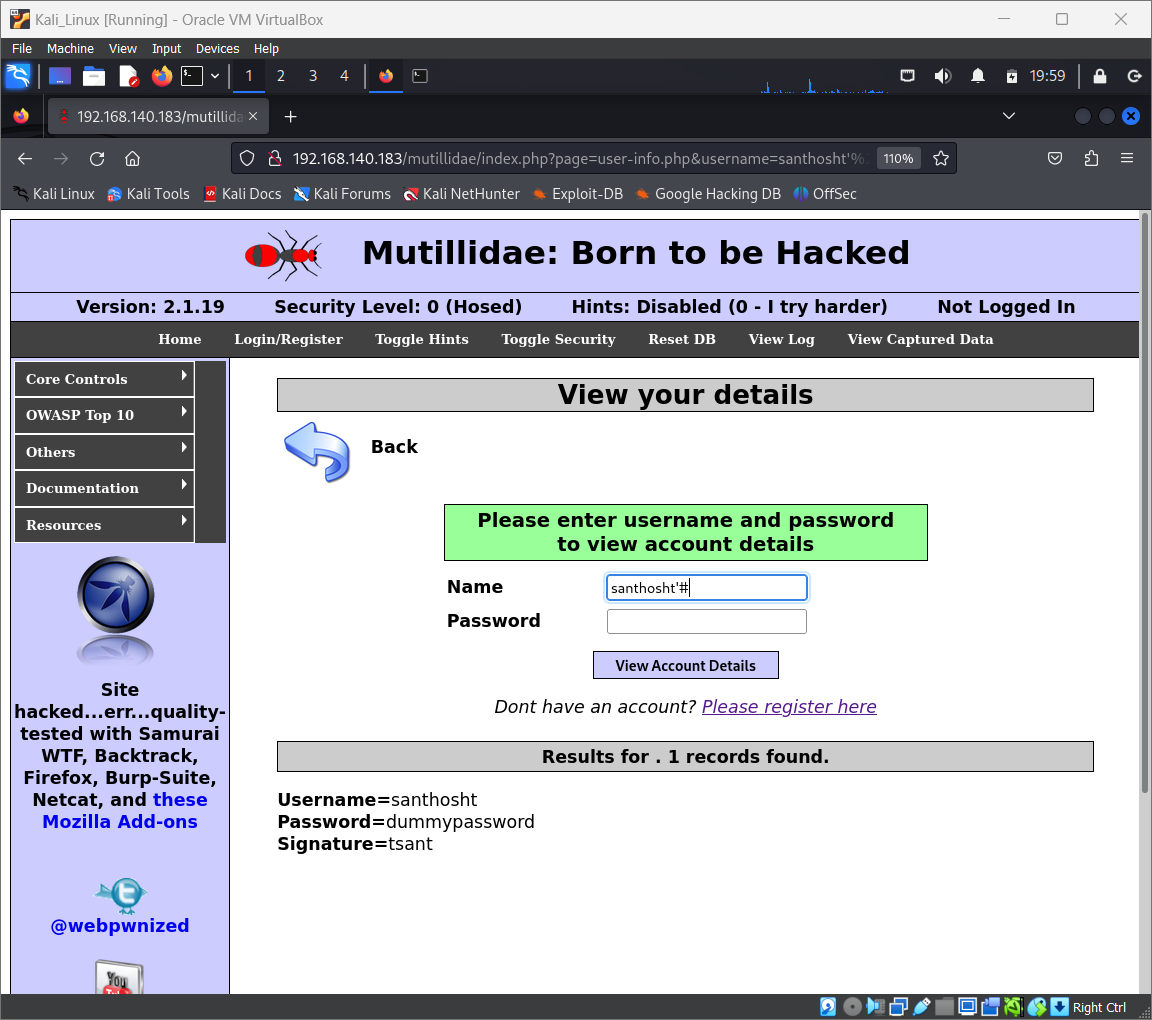 Kali_Linux [Running] - Oracle VM VirtualBox
File Machine View Input Devices Help
1 2 3 4 19:59
192.168.140.183/mutillida
192.168.140.183/mutillidae/index.php?page=user-info.php&username=santhosht'% 110%
Kali Linux Kali Tools Kali Docs Kali Forums Kali NetHunter Exploit-DB Google Hacking DB OffSec
Mutillidae: Born to be Hacked
Version: 2.1.19 Security Level: 0 (Hosed) Hints: Disabled (0 - I try harder) Not Logged In
Home Login/Register Toggle Hints Toggle Security Reset DB View Log View Captured Data
Core Controls
OWASP Top 10
Others
Documentation
Resources
Site
hacked...err...quality-
tested with Samurai
WTF, Backtrack,
Firefox, Burp-Suite,
Netcat, and these
Mozilla Add-ons
@webpwnized
You
View your details
Back
Please enter username and password
to view account details
Name santhosht'#
Password
View Account Details
Dont have an account? Please register here
Results for . 1 records found.
Username=santhosht
Password=dummypassword
Signature=tsant
Right Ctrl